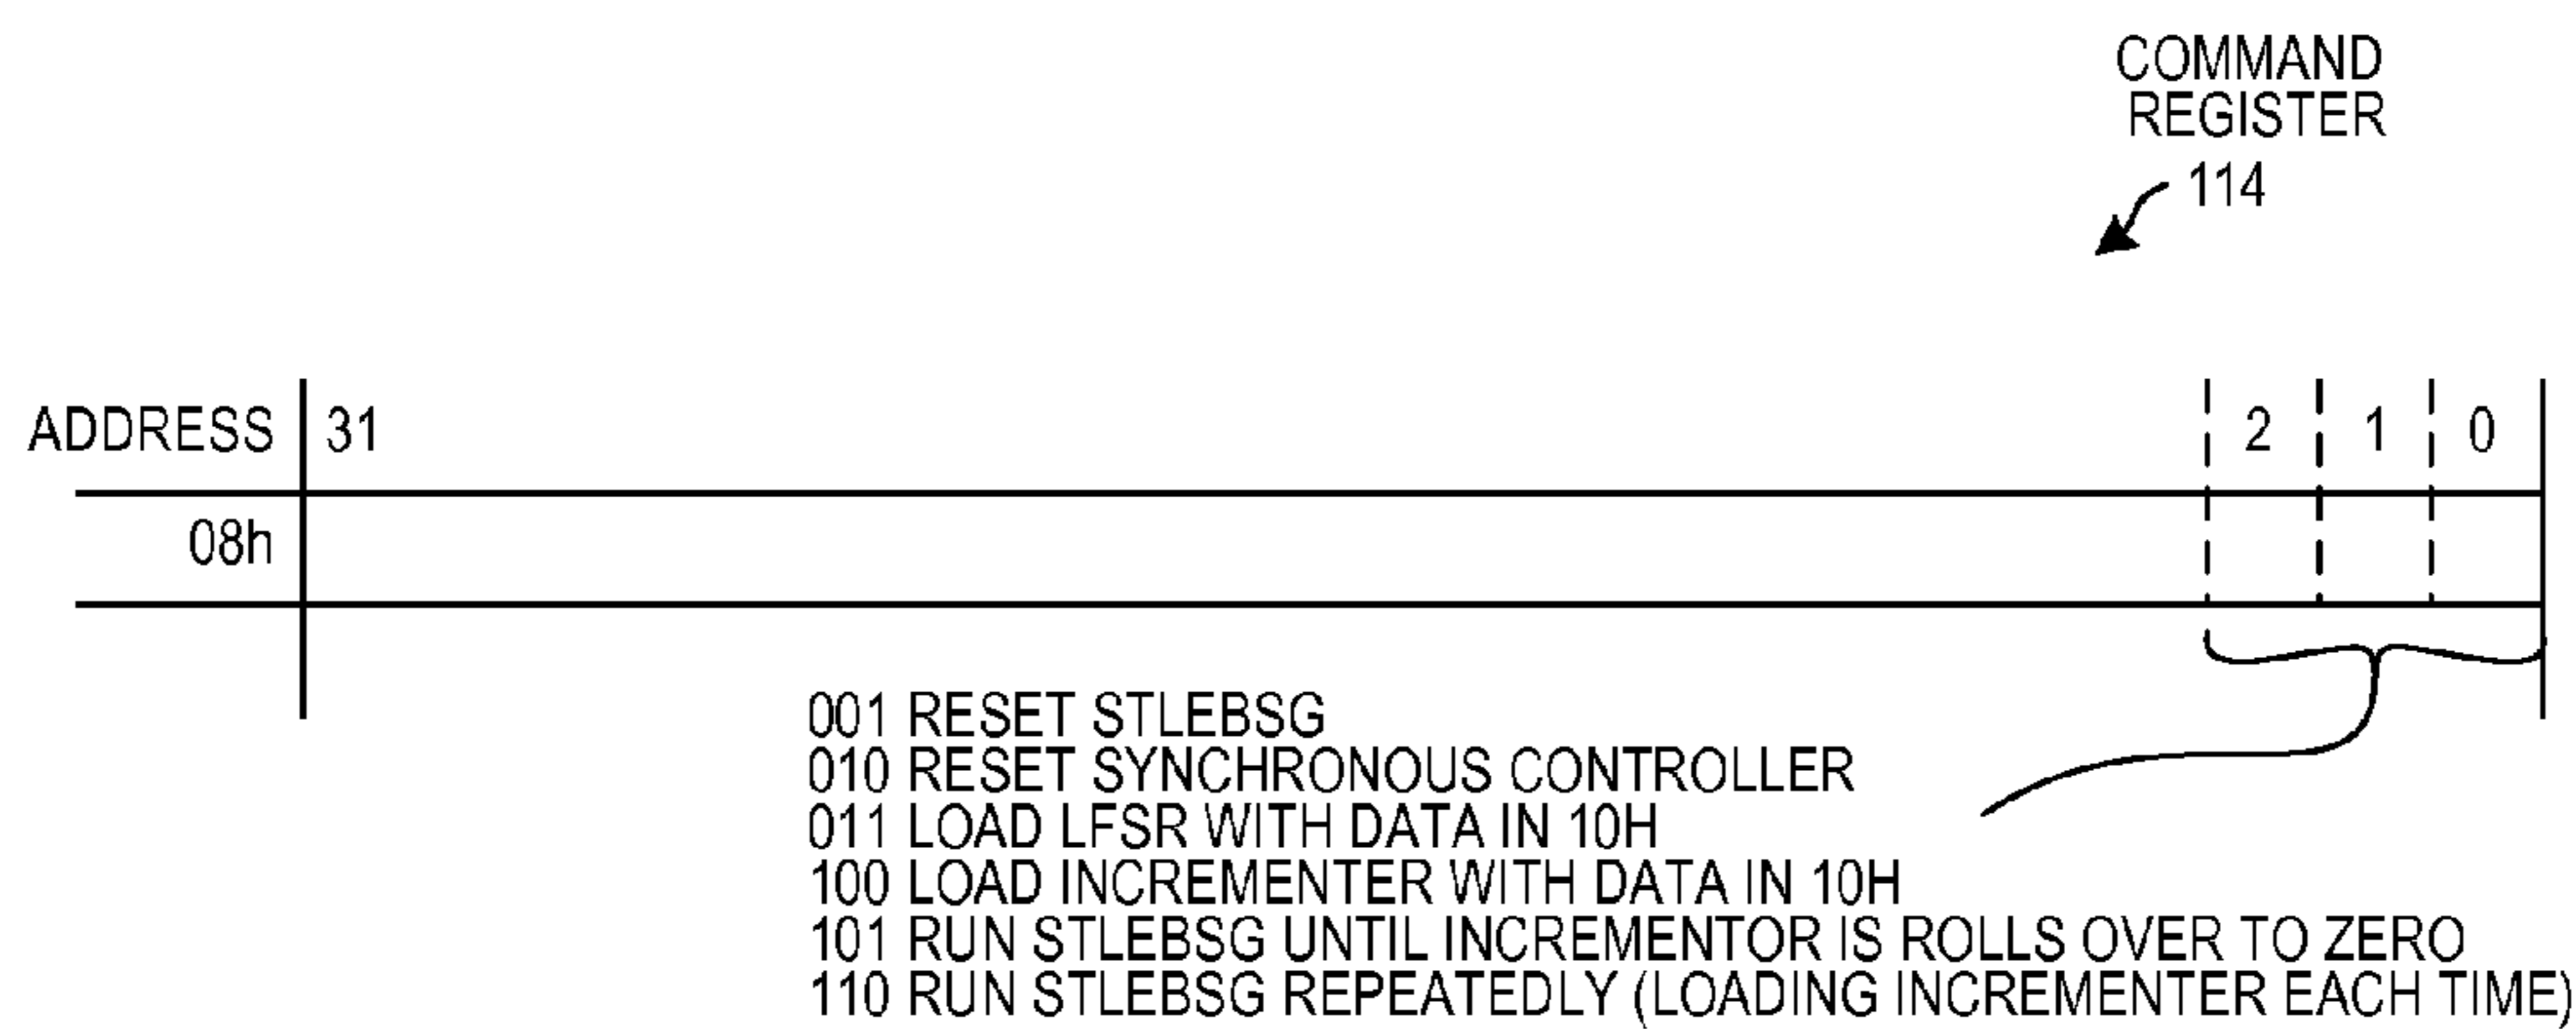 COMMAND
REGISTER
114
ADDRESS 31 2 1 0
08h
001 RESET STLEBSG
010 RESET SYNCHRONOUS CONTROLLER
011 LOAD LFSR WITH DATA IN 10H
100 LOAD INCREMENTER WITH DATA IN 10H
101 RUN STLEBSG UNTIL INCREMENTOR IS ROLLS OVER TO ZERO
110 RUN STLEBSG REPEATEDLY (LOADING INCREMENTER EACH TIME)